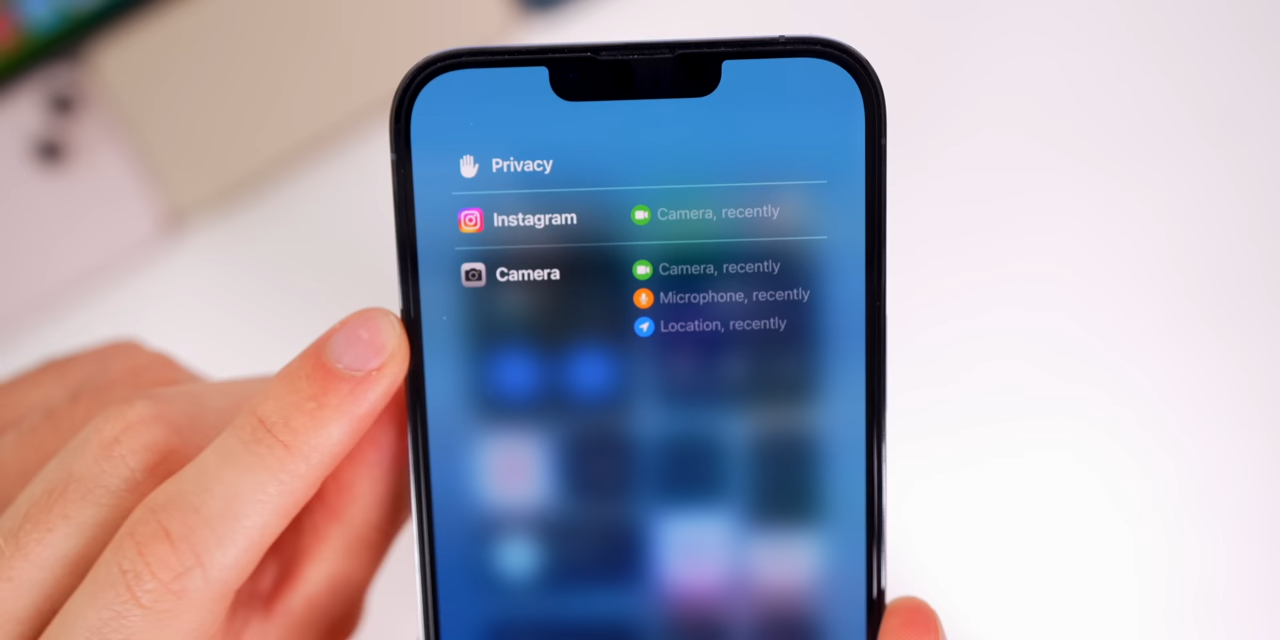 Privacy
Instagram
Camera, recently
Camera
Camera, recently
Microphone, recently
Location, recently